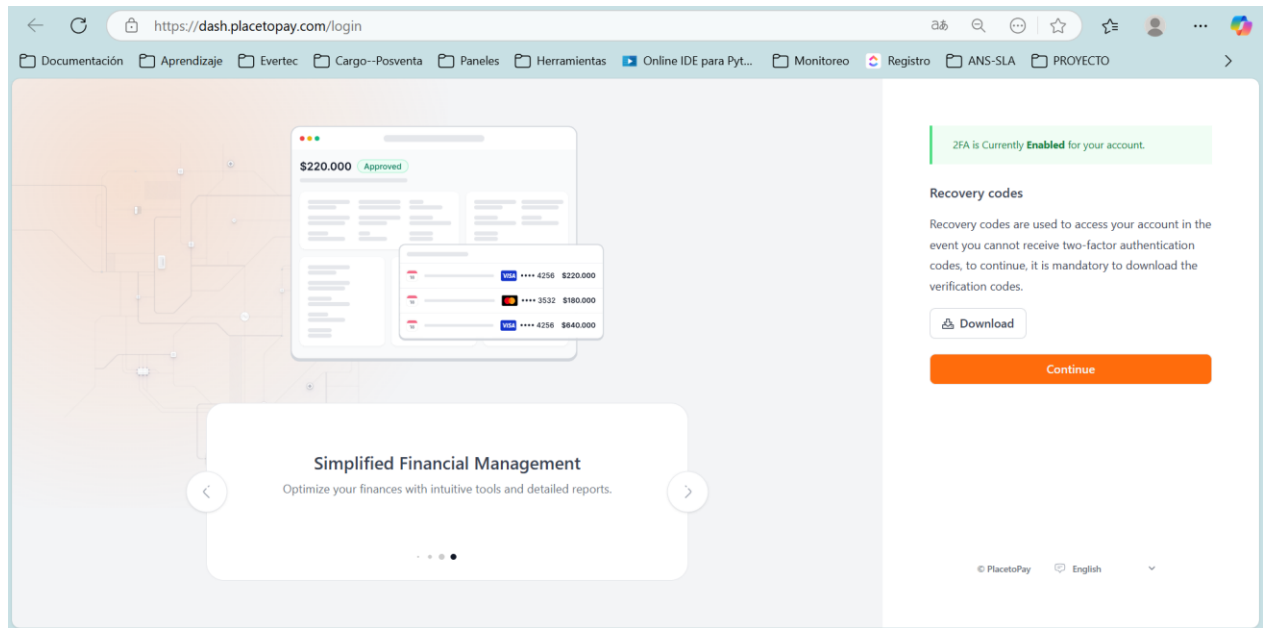 https://dash.placetopay.com/login
Documentación Aprendizaje Evertec Cargo--Posventa Paneles Herramientas Online IDE para Pyt... Monitoreo Registro ANS-SLA PROYECTO
$220.000 Approved
VISA •••• 4256 $220.000
•••• 3532 $180.000
VISA •••• 4256 $640.000
Simplified Financial Management
Optimize your finances with intuitive tools and detailed reports.
2FA is Currently Enabled for your account.
Recovery codes
Recovery codes are used to access your account in the
event you cannot receive two-factor authentication
codes, to continue, it is mandatory to download the
verification codes.
Download
Continue
© PlacetoPay English